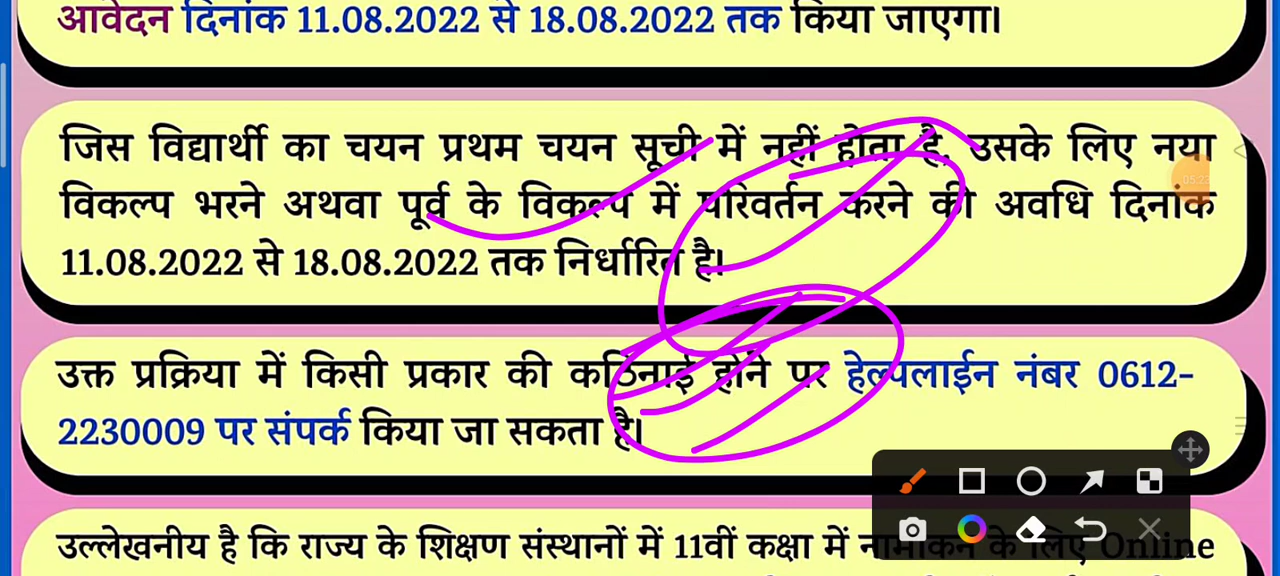 आवेदन दिनांक 11.08.2022 से 18.08.2022 तक किया जाएगा।
जिस विद्यार्थी का चयन प्रथम चयन सूची में नहीं होता है, उसके लिए नया
विकल्प भरने अथवा पूर्व के विकल्प में परिवर्तन करने की अवधि दिनांक
11.08.2022 से 18.08.2022 तक निर्धारित है।
05:23
उक्त प्रक्रिया में किसी प्रकार की कठिनाई होने पर हेल्पलाईन नंबर 0612-
2230009 पर संपर्क किया जा सकता है।
उल्लेखनीय है कि राज्य के शिक्षण संस्थानों में 11वीं कक्षा में नामांकन के लिए Online